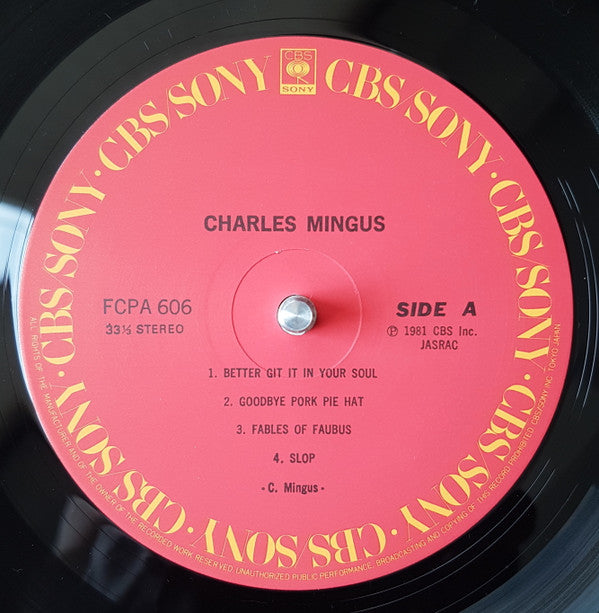 CBS
SONY
CBS/SONY · CBS/SONY · CBS/SONY · CBS/SONY · CBS/SONY · CBS/SONY · CBS/SONY · CBS/SONY
CHARLES MINGUS
FCPA 606
33⅓ STEREO
SIDE A
Ⓟ 1981 CBS Inc.
JASRAC
1. BETTER GIT IT IN YOUR SOUL
2. GOODBYE PORK PIE HAT
3. FABLES OF FAUBUS
4. SLOP
- C. Mingus -
ALL RIGHTS OF THE MANUFACTURER AND OF THE OWNER OF THE RECORDED WORK RESERVED. UNAUTHORIZED PUBLIC PERFORMANCE, BROADCASTING AND COPYING OF THIS RECORD PROHIBITED. CBS/SONY INC. TOKYO JAPAN